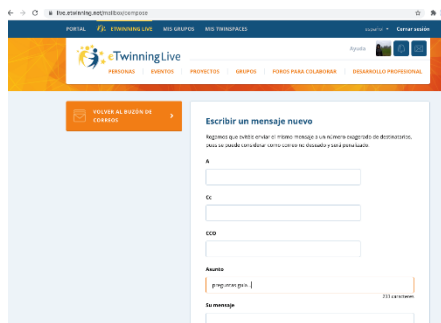 live.etwinning.net/mailbox/compose
PORTAL ETWINNING LIVE MIS GRUPOS MIS TWINSPACES español Cerrar sesión
eTwinning Live
Ayuda
PERSONAS EVENTOS PROYECTOS GRUPOS FOROS PARA COLABORAR DESARROLLO PROFESIONAL
VOLVER AL BUZÓN DE
CORREOS
Escribir un mensaje nuevo
Rogamos que evitéis enviar el mismo mensaje a un número exagerado de destinatarios,
pues se puede considerar como correo no deseado y será penalizado.
A
Cc
CCO
Asunto
preguntas guía.
231 caracteres
Su mensaje